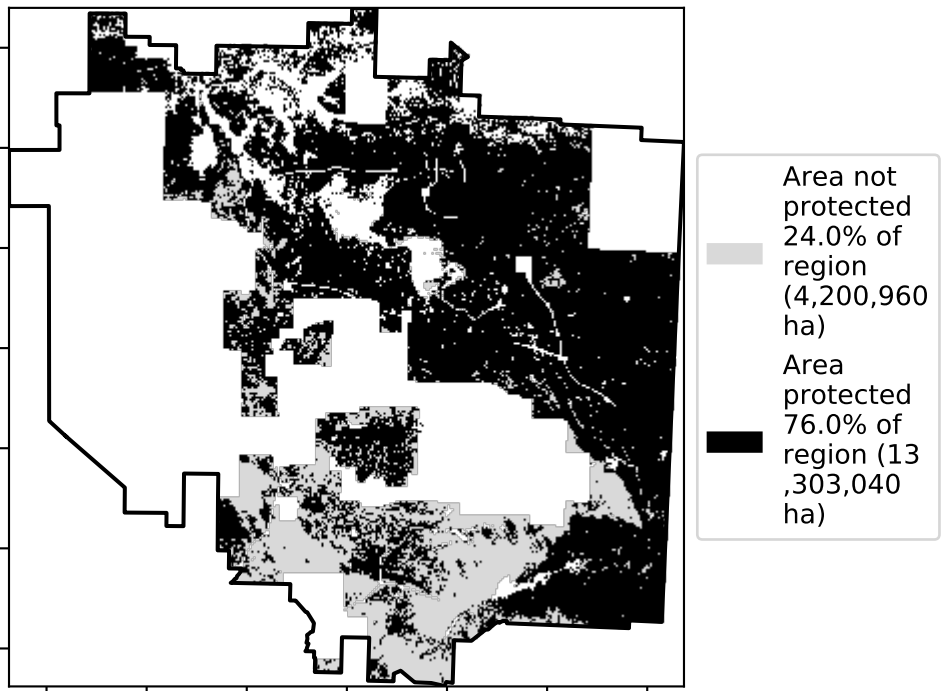 Area not
protected
24.0% of
region
(4,200,960
ha)
Area
protected
76.0% of
region (13
,303,040
ha)